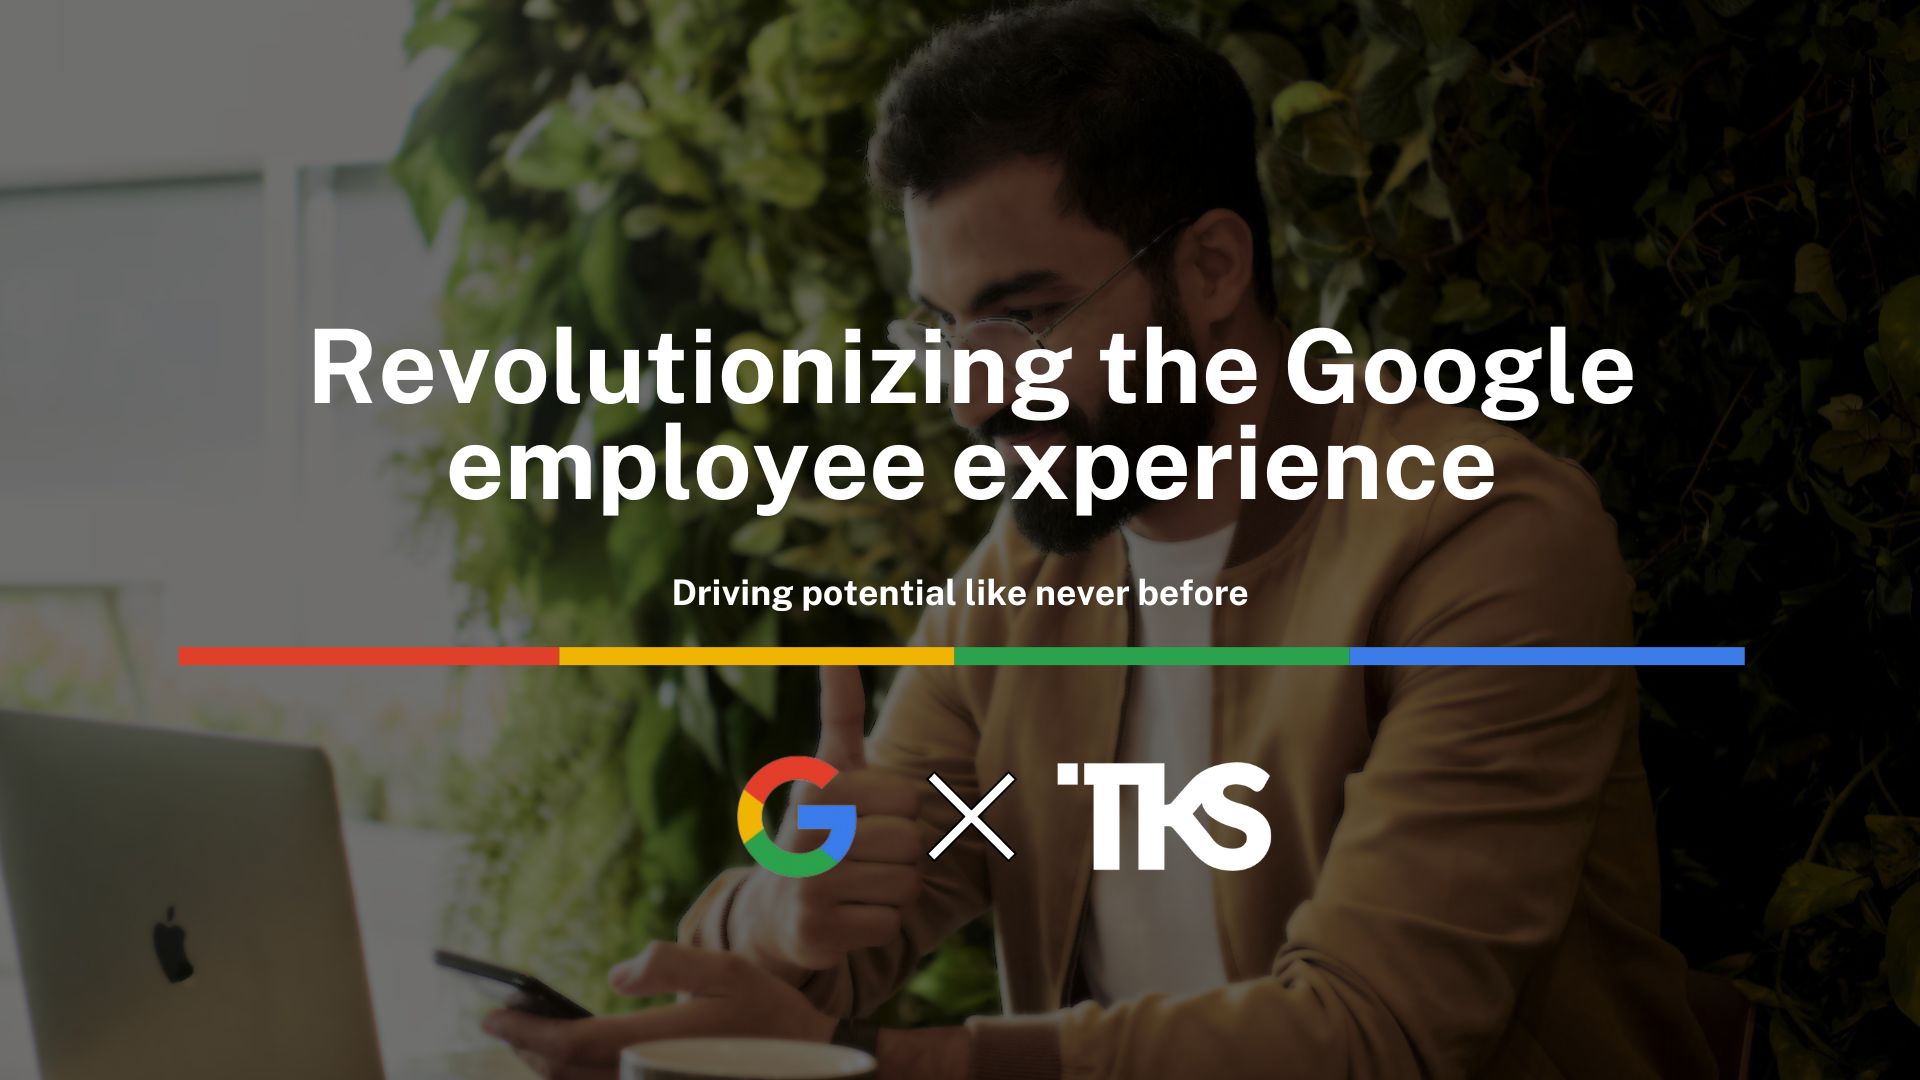 Revolutionizing the Google
employee experience
Driving potential like never before
G X TKS